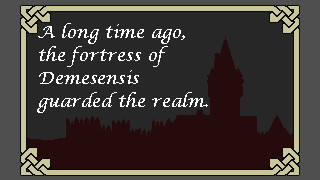 A long time ago,
the fortress of
Demesensis
guarded the realm.